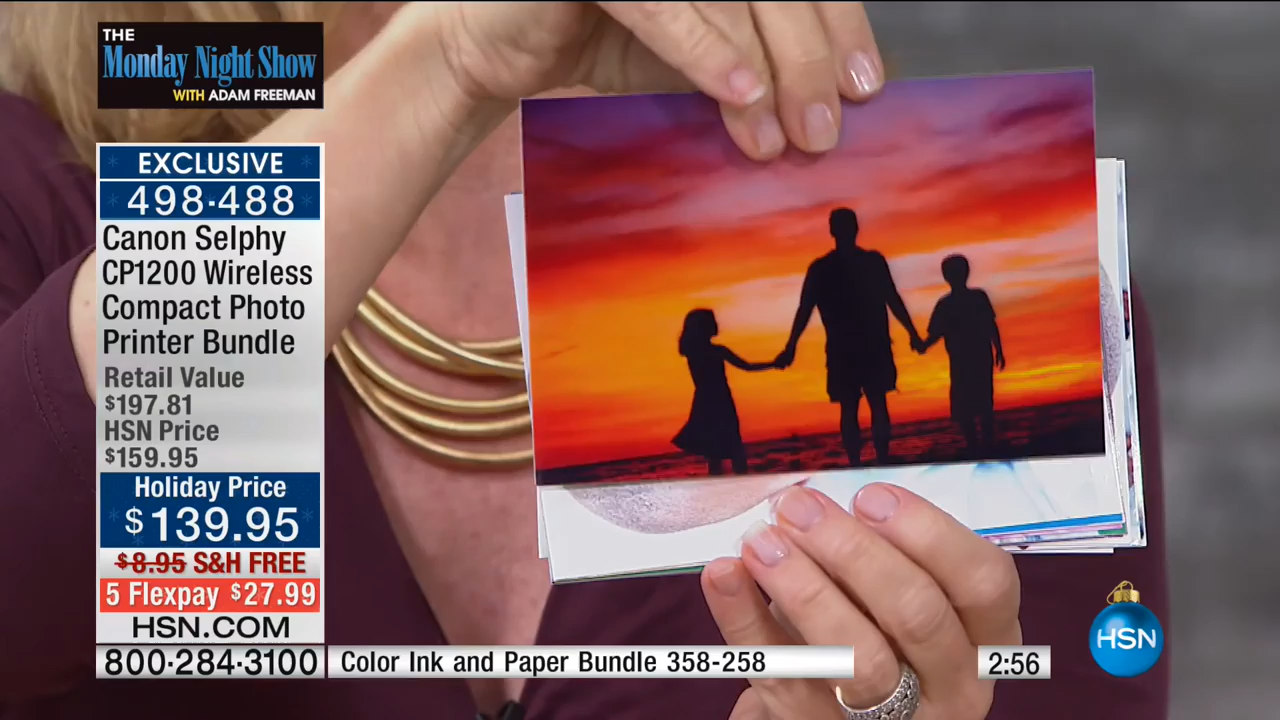 THE
Monday Night Show
WITH ADAM FREEMAN
EXCLUSIVE
498-488
Canon Selphy
CP1200 Wireless
Compact Photo
Printer Bundle
Retail Value
$197.81
HSN Price
$159.95
Holiday Price
$139.95
$8.95 S&H FREE
5 Flexpay $27.99
HSN.COM
800·284·3100
Color Ink and Paper Bundle 358-258
2:56
HSN